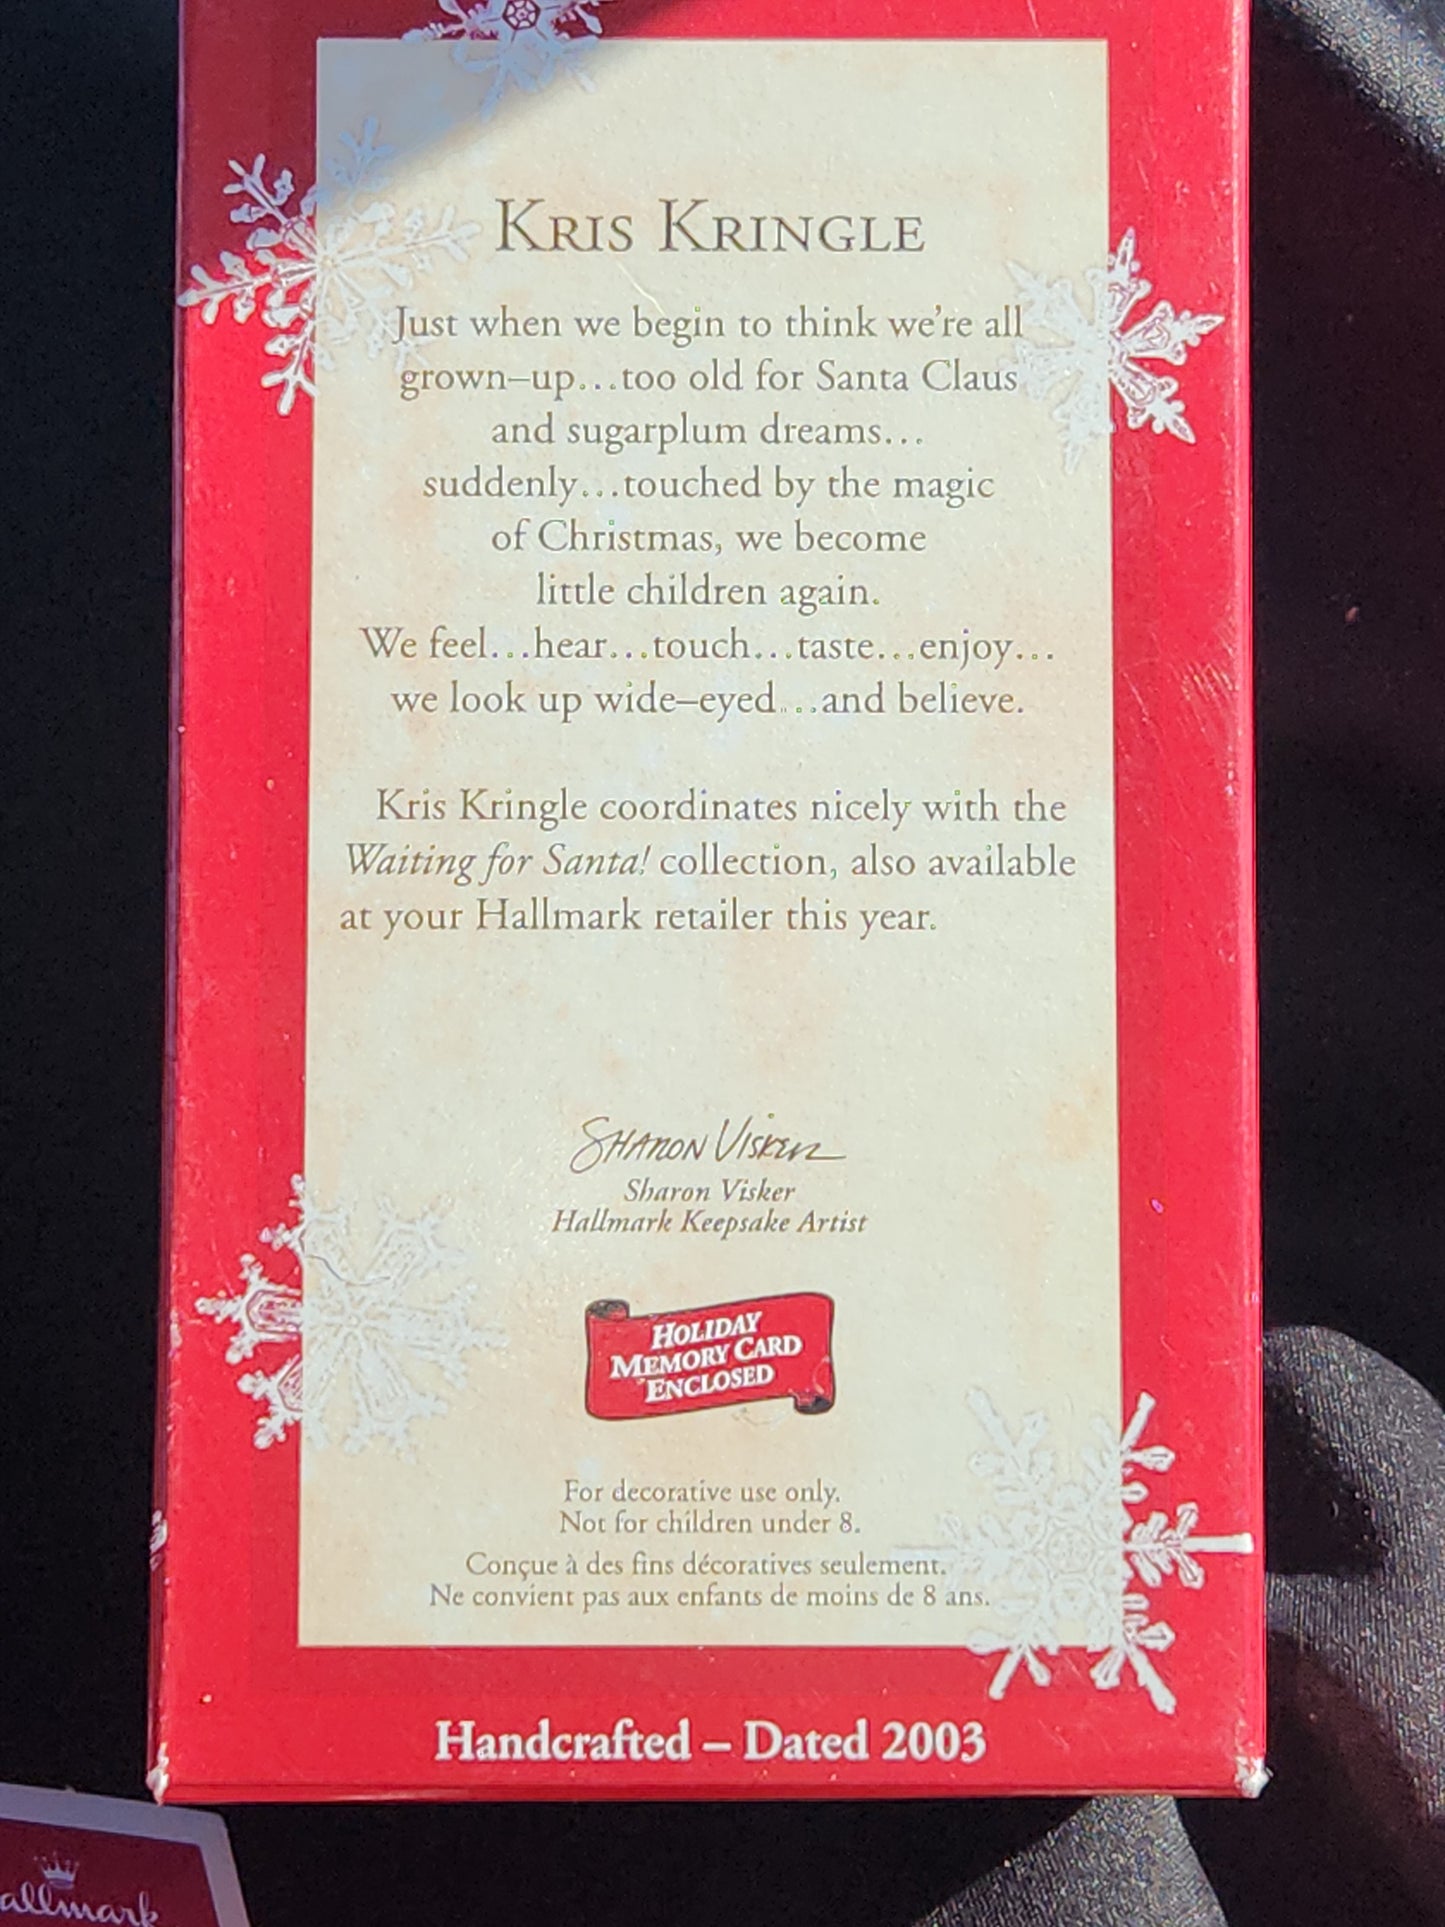 KRIS KRINGLE
Just when we begin to think we're all
grown–up...too old for Santa Claus
and sugarplum dreams...
suddenly...touched by the magic
of Christmas, we become
little children again.
We feel...hear...touch...taste...enjoy...
we look up wide–eyed...and believe.
Kris Kringle coordinates nicely with the
Waiting for Santa! collection, also available
at your Hallmark retailer this year.
SHARON VISKER
Sharon Visker
Hallmark Keepsake Artist
HOLIDAY
MEMORY CARD
ENCLOSED
For decorative use only.
Not for children under 8.
Conçue à des fins décoratives seulement.
Ne convient pas aux enfants de moins de 8 ans.
Handcrafted – Dated 2003
allmark